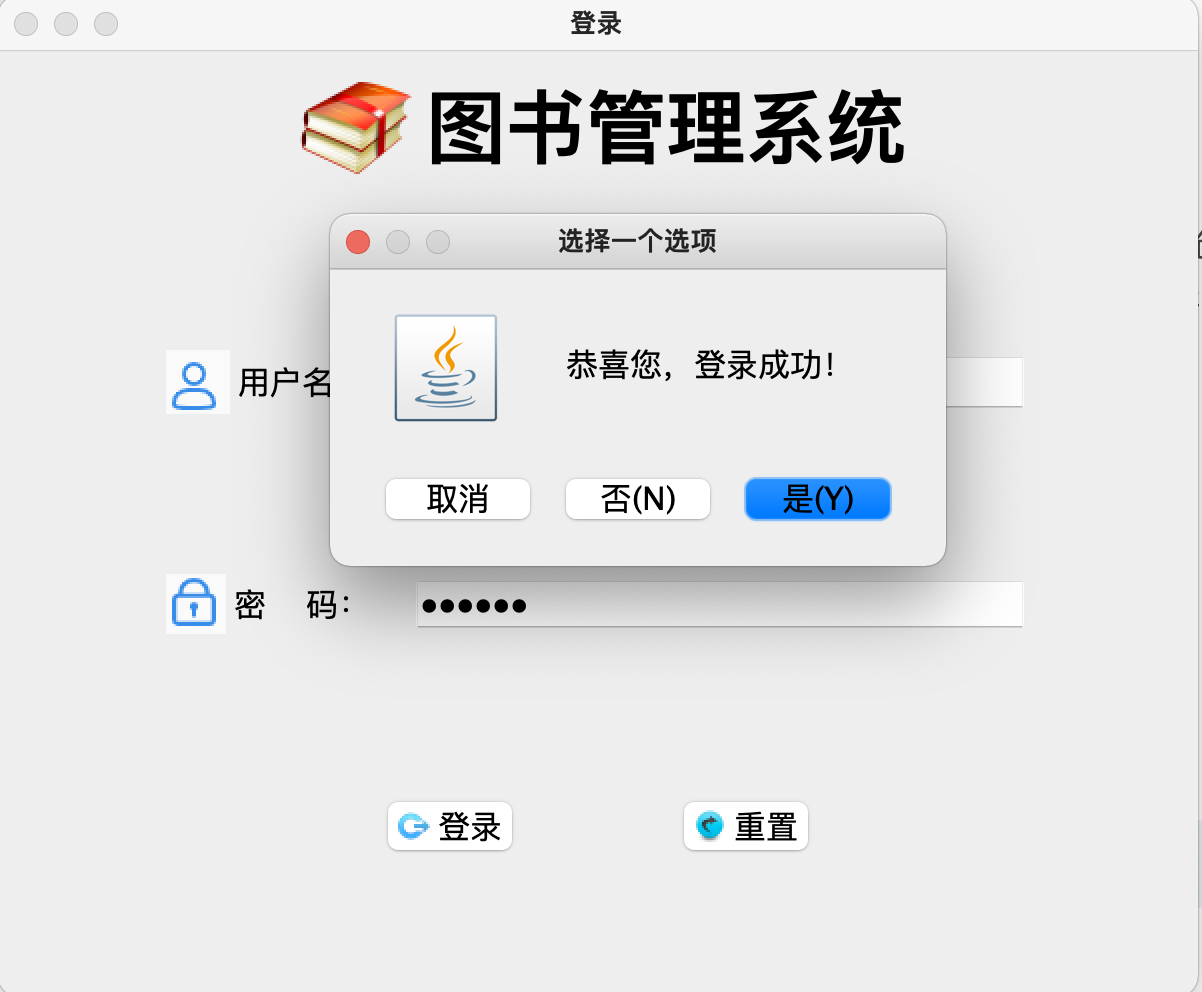 登录
图书管理系统
选择一个选项
恭喜您，登录成功！
用户名
取消 否(N) 是(Y)
密 码：
登录 重置